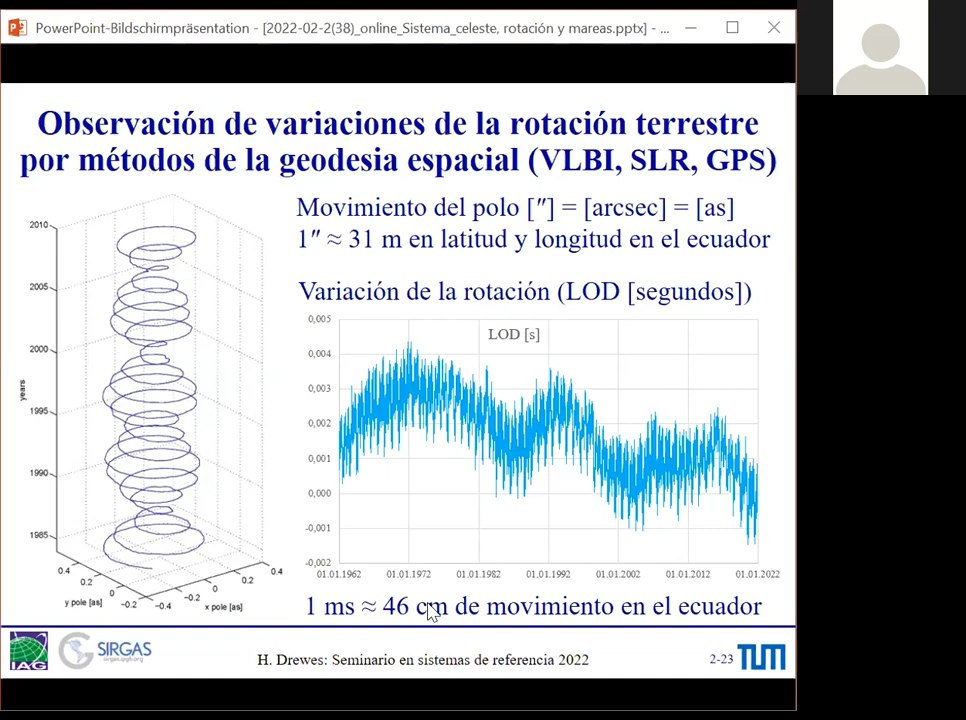 PowerPoint-Bildschirmpräsentation - [2022-02-2(38)_online_Sistema_celeste, rotación y mareas.pptx] - ...
Observación de variaciones de la rotación terrestre
por métodos de la geodesia espacial (VLBI, SLR, GPS)
Movimiento del polo [″] = [arcsec] = [as]
1″ ≈ 31 m en latitud y longitud en el ecuador
2010
2005
2000
1995
1990
1985
years
0.4
0.2
0
-0.2
y pole [as]
-0.4
-0.2
0
0.2
0.4
x pole [as]
Variación de la rotación (LOD [segundos])
LOD [s]
0,005
0,004
0,003
0,002
0,001
0,000
-0,001
-0,002
01.01.1962
01.01.1972
01.01.1982
01.01.1992
01.01.2002
01.01.2012
01.01.2022
1 ms ≈ 46 cm de movimiento en el ecuador
IAG
SIRGAS
sirgas.ipgh.org
H. Drewes: Seminario en sistemas de referencia 2022
2-23
TUM